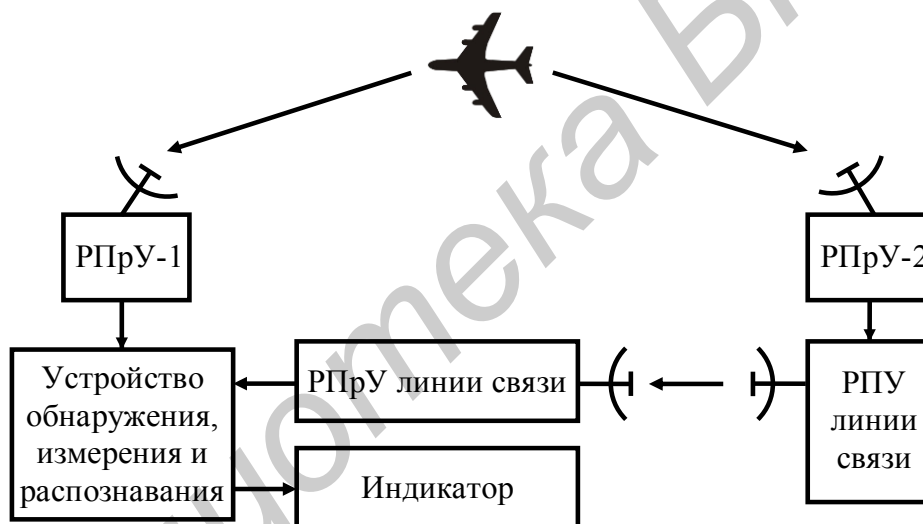 РПрУ-1
РПрУ-2
Устройство
обнаружения,
измерения и
распознавания
РПрУ линии связи
РПУ
линии
связи
Индикатор